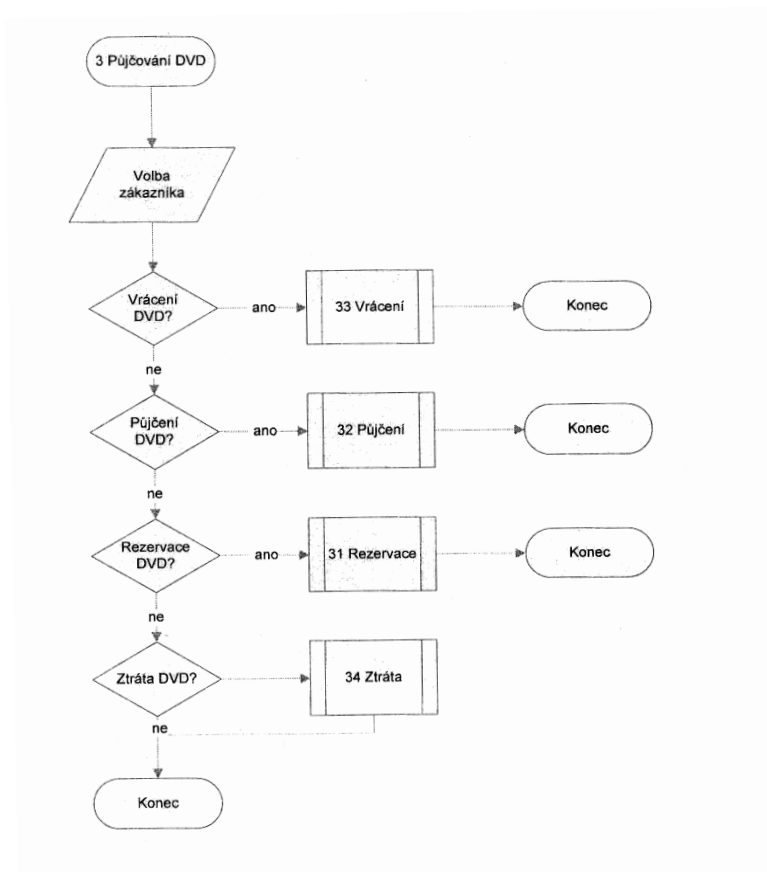 3 Půjčování DVD
Volba
zákazníka
Vrácení
DVD?
ano
33 Vrácení
Konec
ne
Půjčení
DVD?
ano
32 Půjčení
Konec
ne
Rezervace
DVD?
ano
31 Rezervace
Konec
ne
Ztráta DVD?
34 Ztráta
ne
Konec